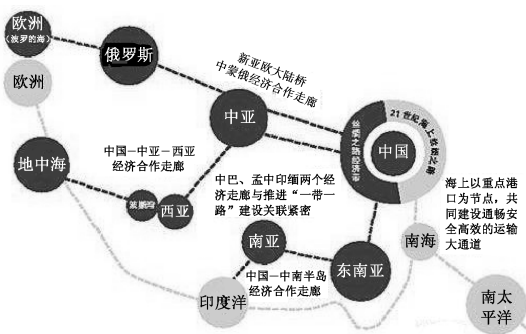 欧洲
(波罗的海)
俄罗斯
欧洲
新亚欧大陆桥
中蒙俄经济合作走廊
中亚
丝绸之路经济带
21世纪海上丝绸之路
中国
地中海
中国-中亚-西亚
经济合作走廊
波斯湾
西亚
中巴、孟中印缅两个经
济走廊与推进“一带一
路”建设关联紧密
海上以重点港
口为节点，共
同建设通畅安
全高效的运输
大通道
南亚
东南亚
南海
印度洋
中国-中南半岛
经济合作走廊
南太
平洋